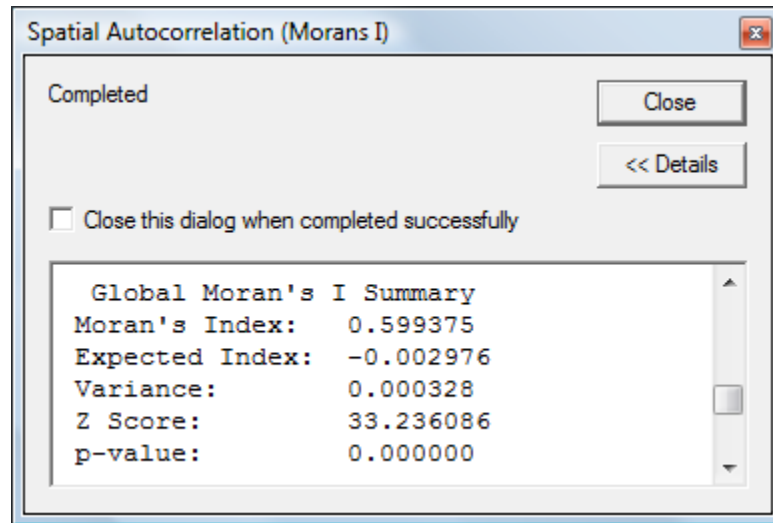 Spatial Autocorrelation (Morans I)
Completed
Close
<< Details
Close this dialog when completed successfully
Global Moran's I Summary
Moran's Index: 0.599375
Expected Index: -0.002976
Variance: 0.000328
Z Score: 33.236086
p-value: 0.000000